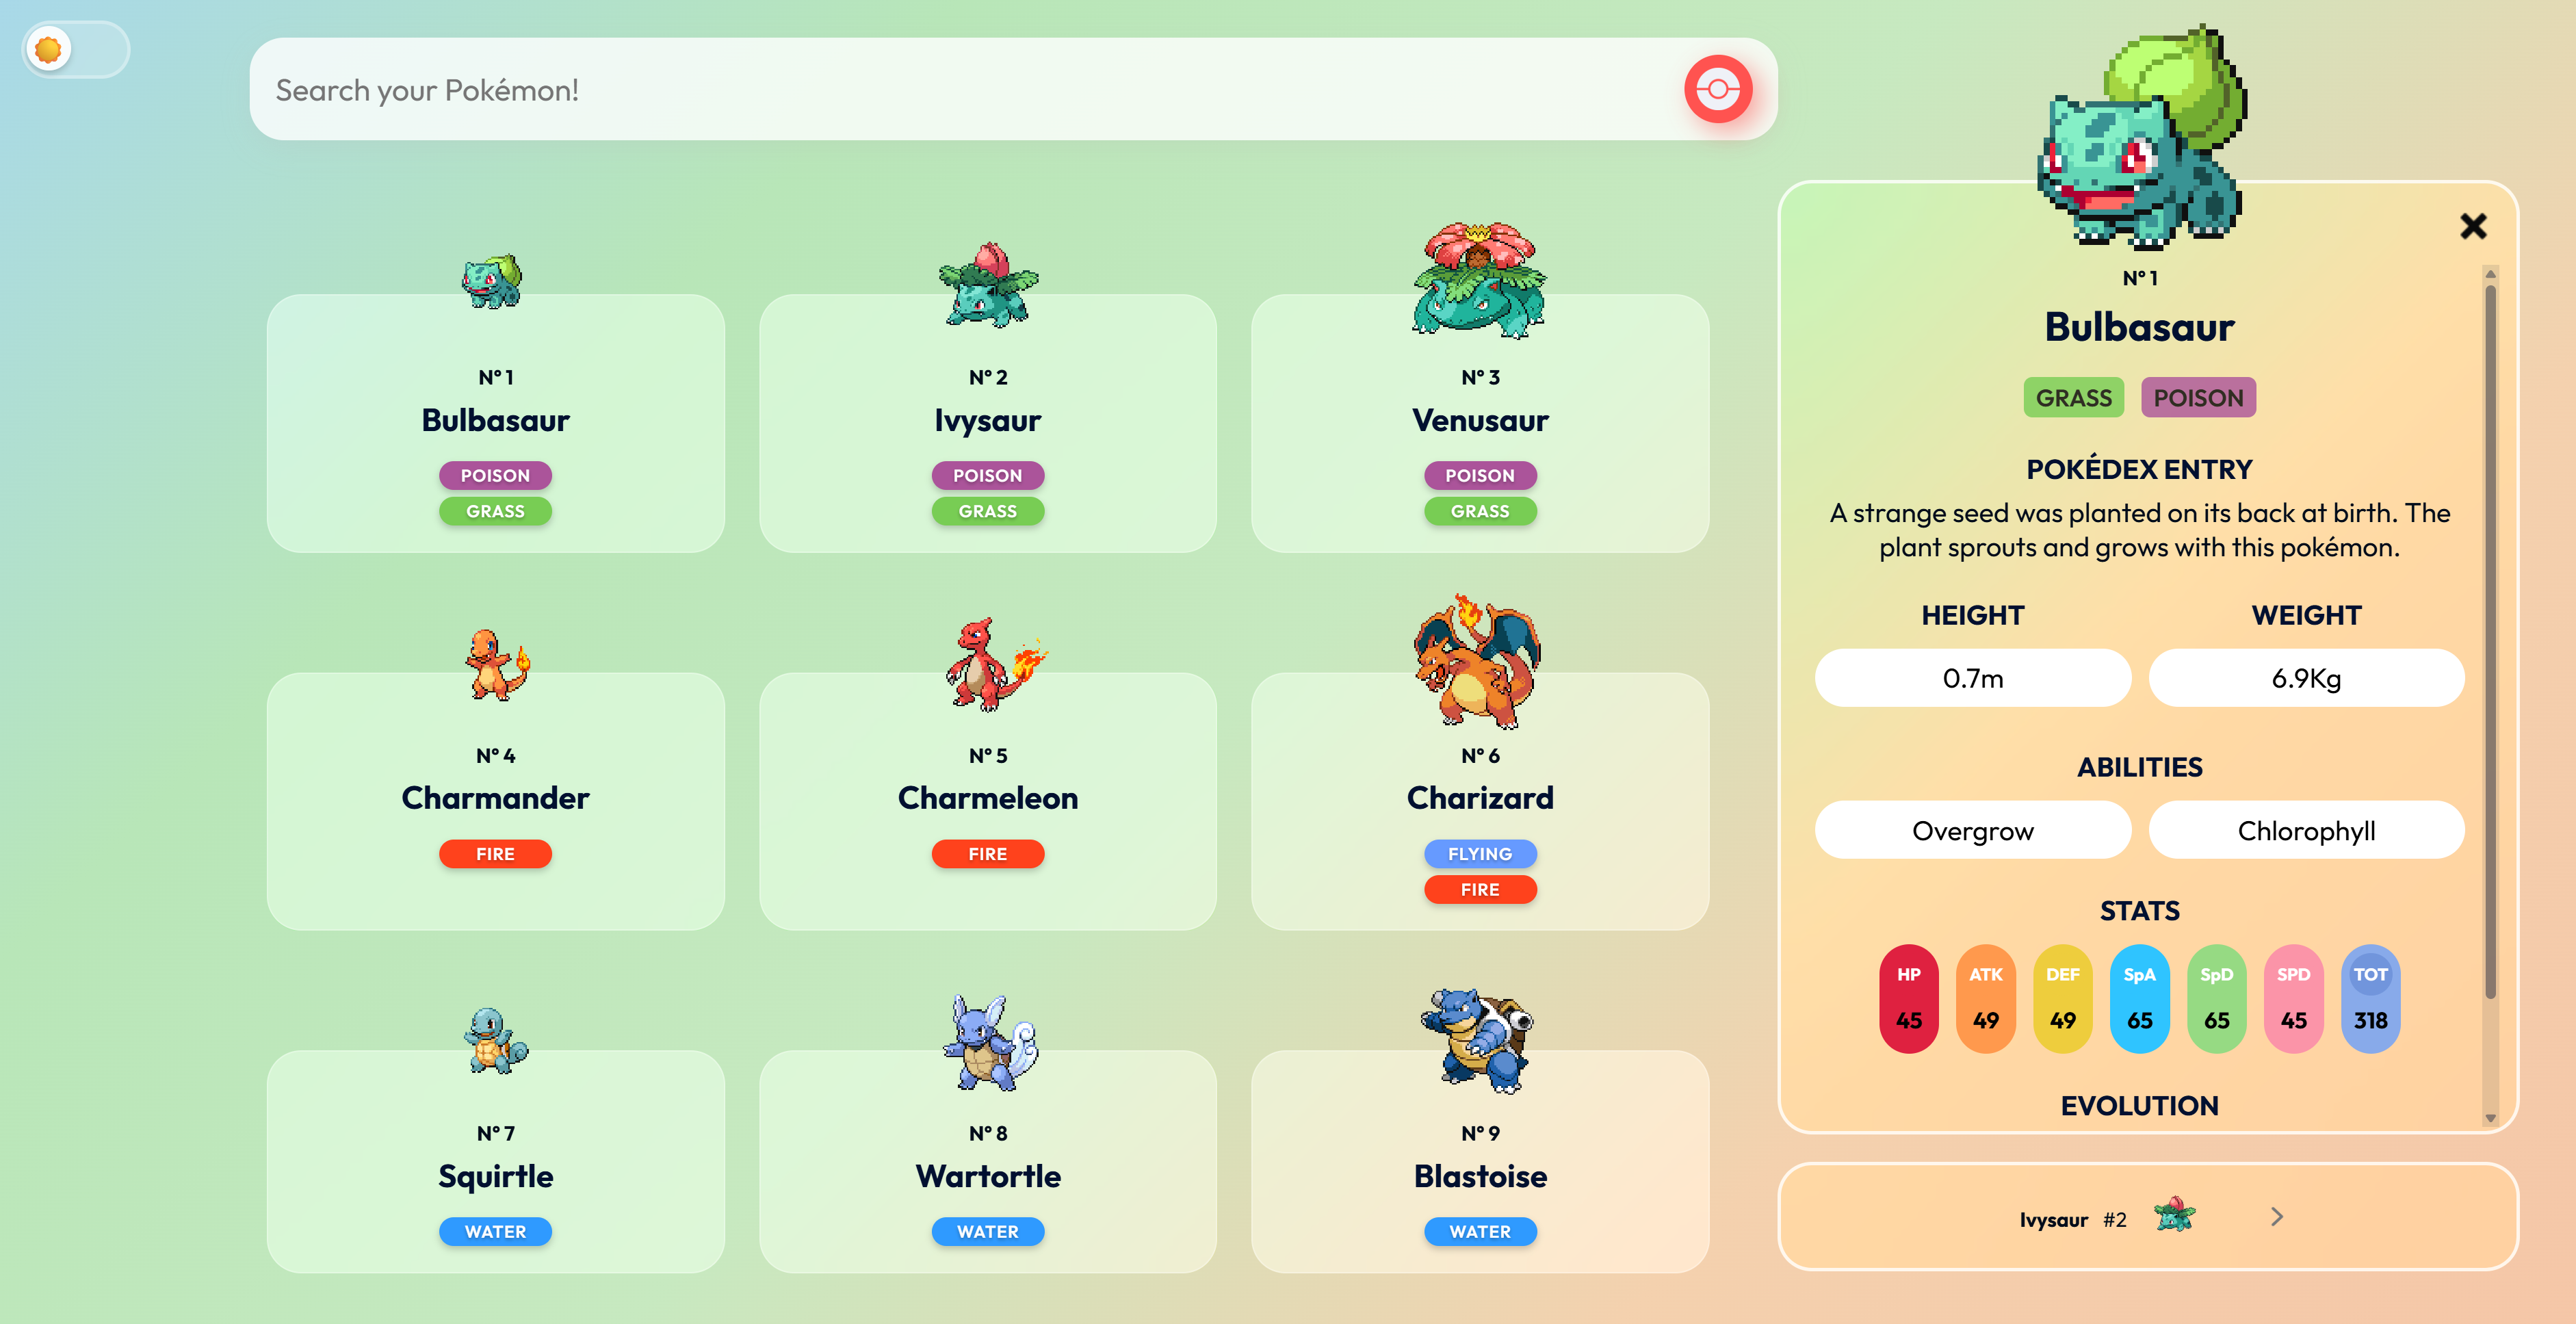 Search your Pokémon!
N° 1
Bulbasaur
POISON
GRASS
N° 2
Ivysaur
POISON
GRASS
N° 3
Venusaur
POISON
GRASS
N° 4
Charmander
FIRE
N° 5
Charmeleon
FIRE
N° 6
Charizard
FLYING
FIRE
N° 7
Squirtle
WATER
N° 8
Wartortle
WATER
N° 9
Blastoise
WATER
N° 1
Bulbasaur
GRASS POISON
POKÉDEX ENTRY
A strange seed was planted on its back at birth. The
plant sprouts and grows with this pokémon.
HEIGHT WEIGHT
0.7m 6.9Kg
ABILITIES
Overgrow Chlorophyll
STATS
HP ATK DEF SpA SpD SPD TOT
45 49 49 65 65 45 318
EVOLUTION
Ivysaur #2